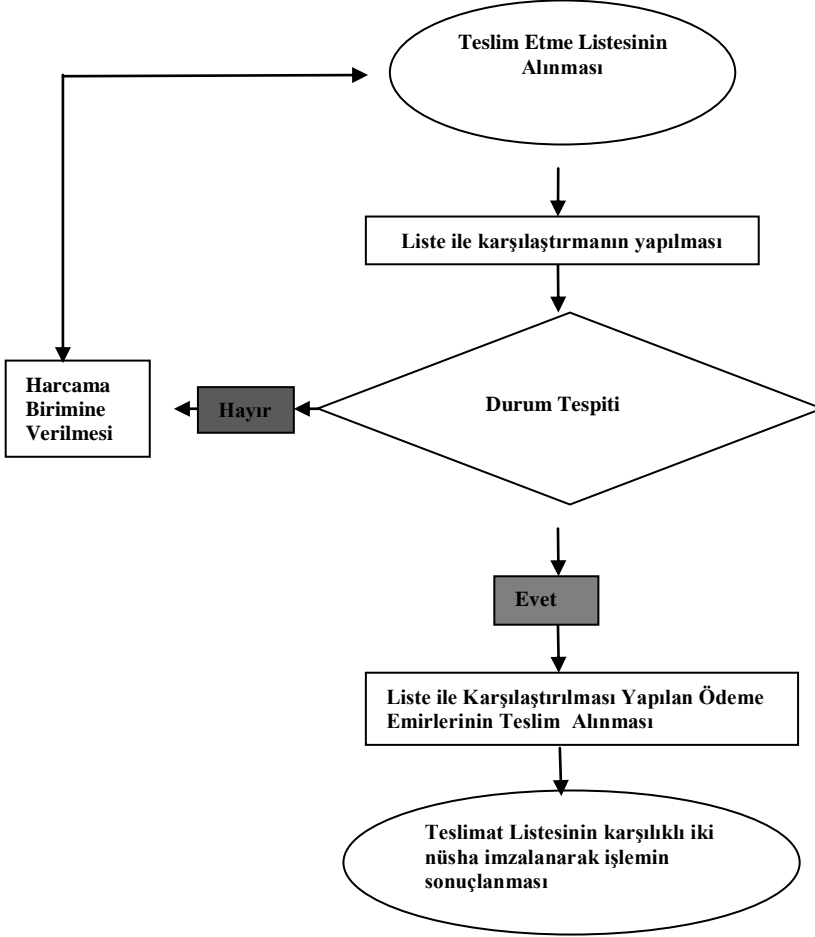 Teslim Etme Listesinin
Alınması
Liste ile karşılaştırmanın yapılması
Harcama
Birimine
Verilmesi
Hayır
Durum Tespiti
Evet
Liste ile Karşılaştırılması Yapılan Ödeme
Emirlerinin Teslim Alınması
Teslimat Listesinin karşılıklı iki
nüsha imzalanarak işlemin
sonuçlanması